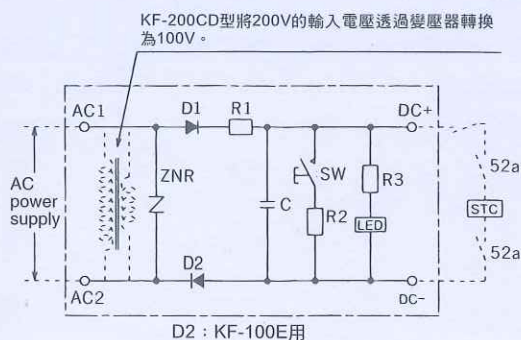 KF-200CD型將200V的輸入電壓透過變壓器轉換
為100V。
AC1
D1
R1
DC+
AC
power
supply
ZNR
C
SW
R2
R3
LED
52a
STC
52a
D2
AC2
DC-
D2：KF-100E用